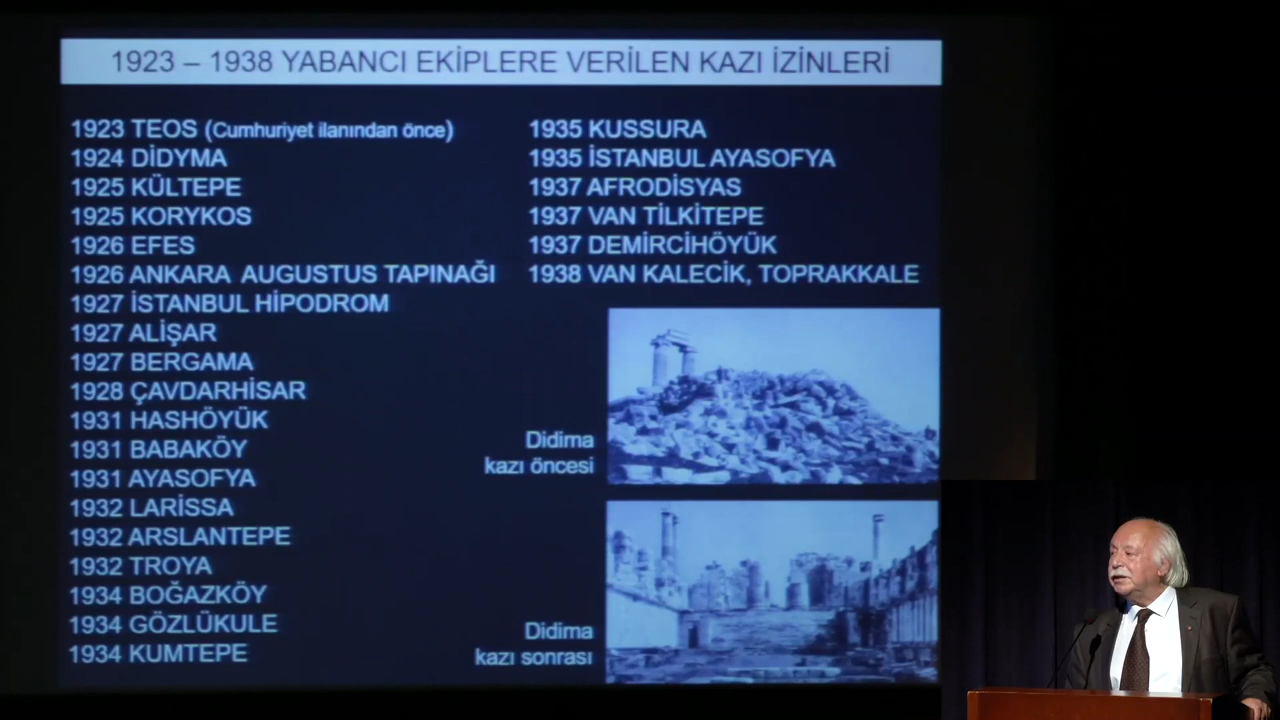 1923 – 1938 YABANCI EKİPLERE VERİLEN KAZI İZİNLERİ
1923 TEOS (Cumhuriyet ilanından önce)
1924 DİDYMA
1925 KÜLTEPE
1925 KORYKOS
1926 EFES
1926 ANKARA AUGUSTUS TAPINAĞI
1927 İSTANBUL HİPODROM
1927 ALİŞAR
1927 BERGAMA
1928 ÇAVDARHİSAR
1931 HASHÖYÜK
1931 BABAKÖY
1931 AYASOFYA
1932 LARİSSA
1932 ARSLANTEPE
1932 TROYA
1934 BOĞAZKÖY
1934 GÖZLÜKULE
1934 KUMTEPE
1935 KUSSURA
1935 İSTANBUL AYASOFYA
1937 AFRODİSYAS
1937 VAN TİLKİTEPE
1937 DEMİRCİHÖYÜK
1938 VAN KALECİK, TOPRAKKALE
Didima
kazı öncesi
Didima
kazı sonrası